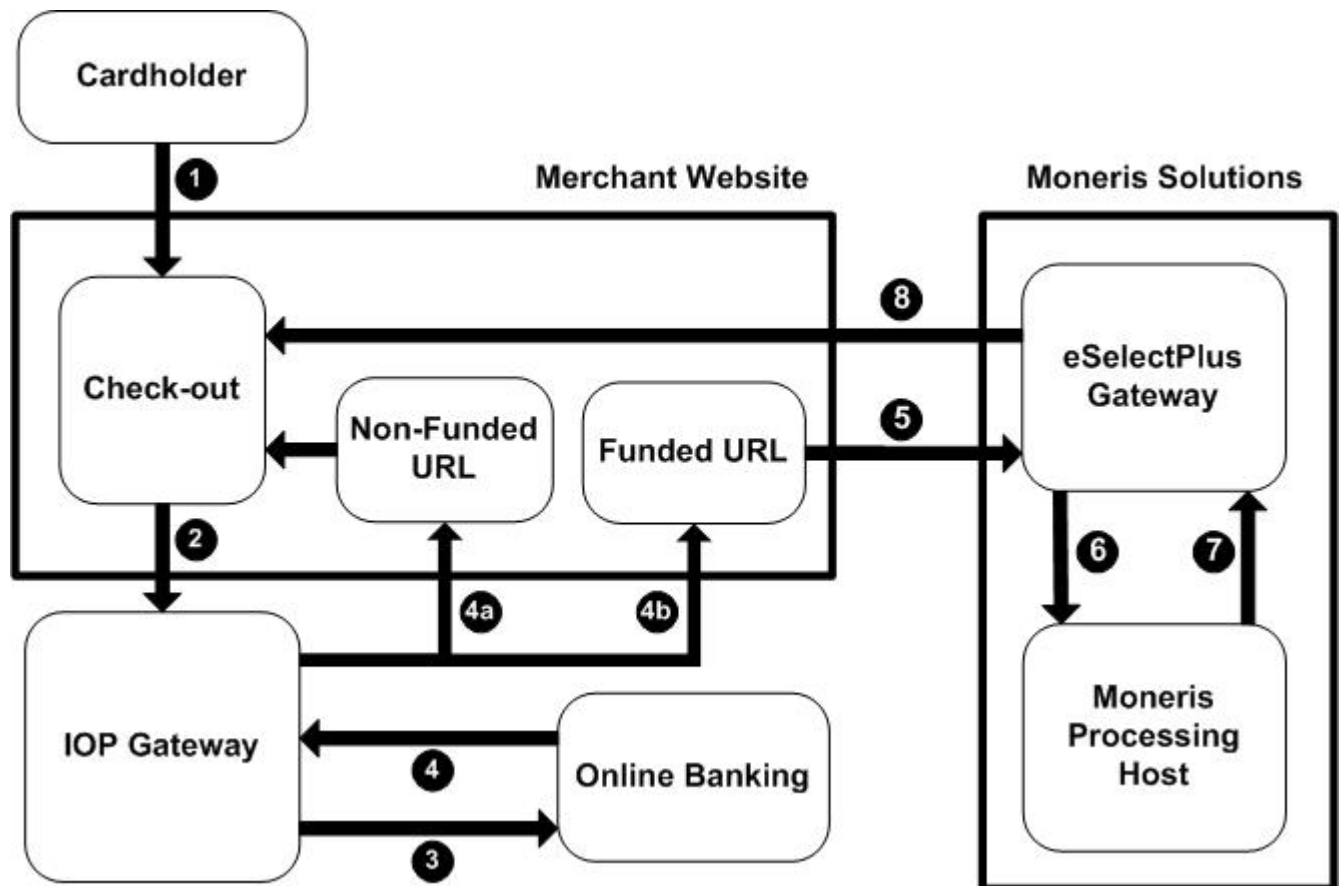 Cardholder
1
Merchant Website
Moneris Solutions
8
Check-out
eSelectPlus
Gateway
Non-Funded
URL
Funded URL
5
2
6
7
4a
4b
IOP Gateway
4
Online Banking
3
Moneris
Processing
Host